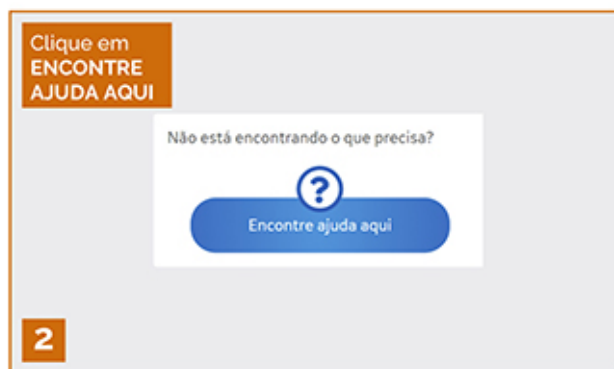 Clique em
ENCONTRE
AJUDA AQUI
Não está encontrando o que precisa?
?
Encontre ajuda aqui
2